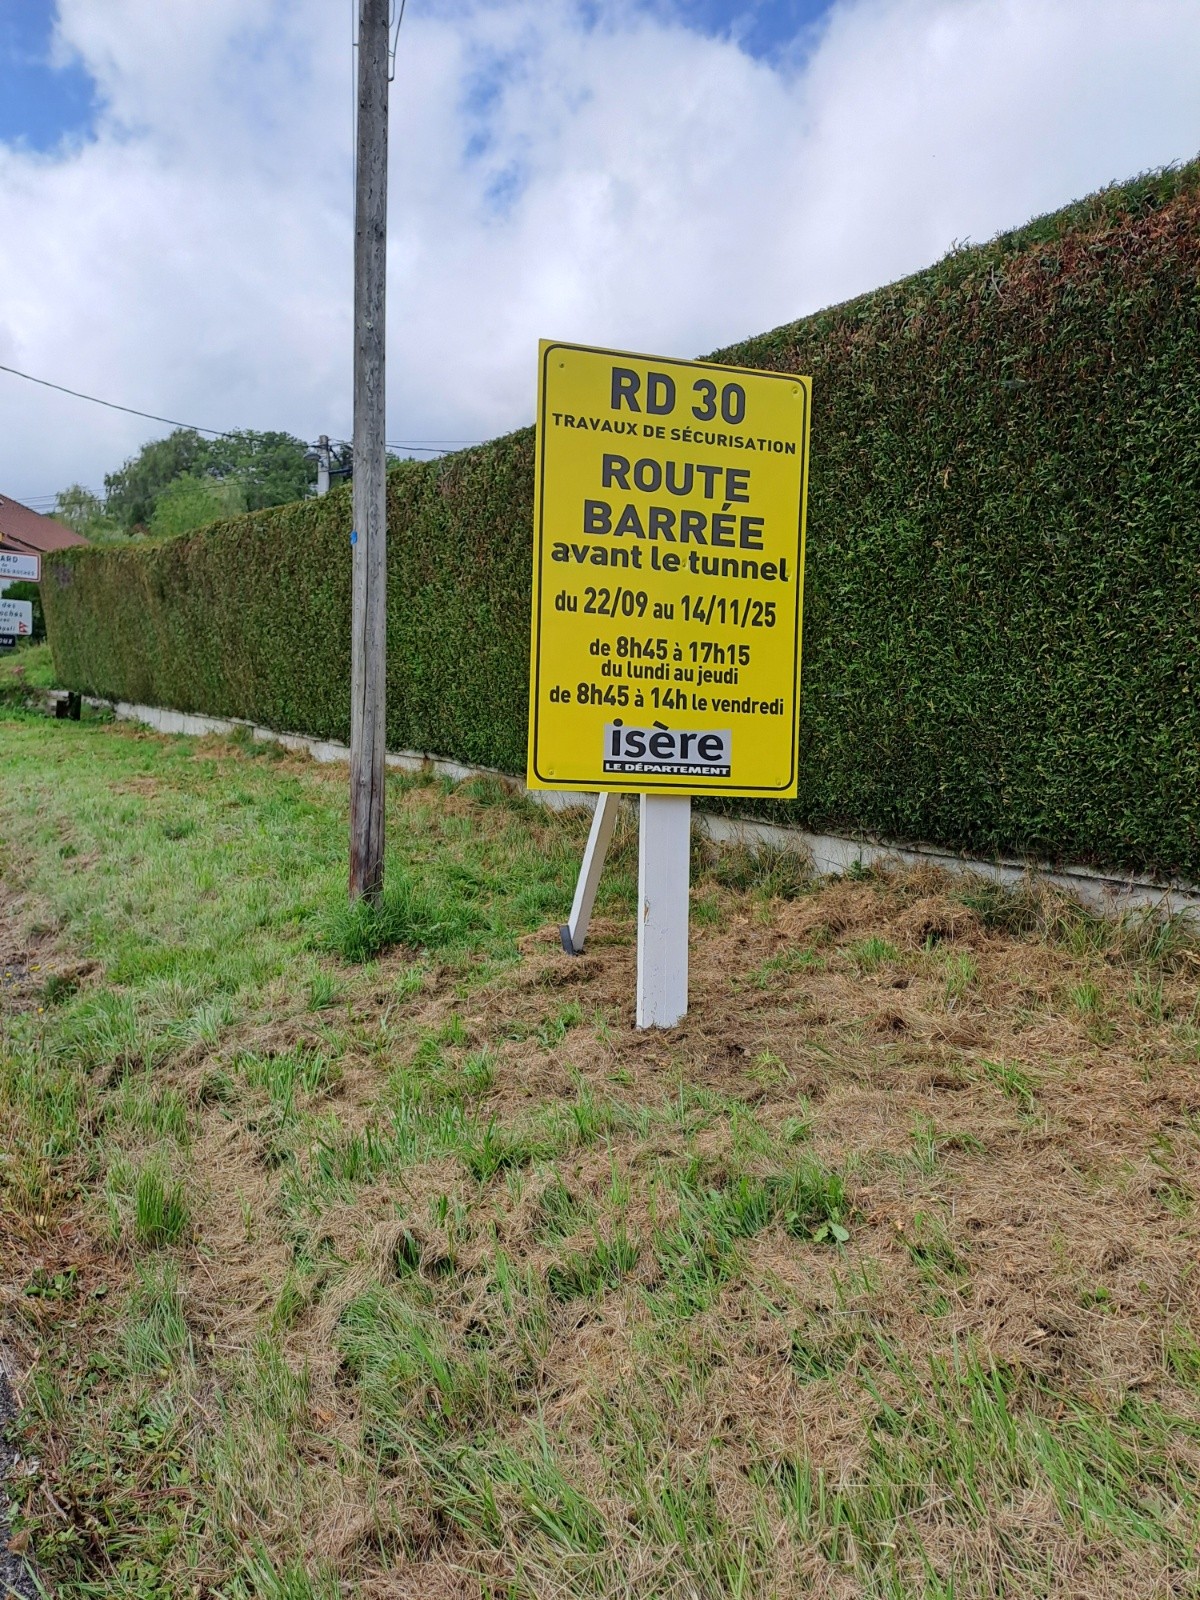 RD 30
TRAVAUX DE SÉCURISATION
ROUTE
BARRÉE
avant le tunnel
du 22/09 au 14/11/25
de 8h45 à 17h15
du lundi au jeudi
de 8h45 à 14h le vendredi
isère
LE DÉPARTEMENT
des